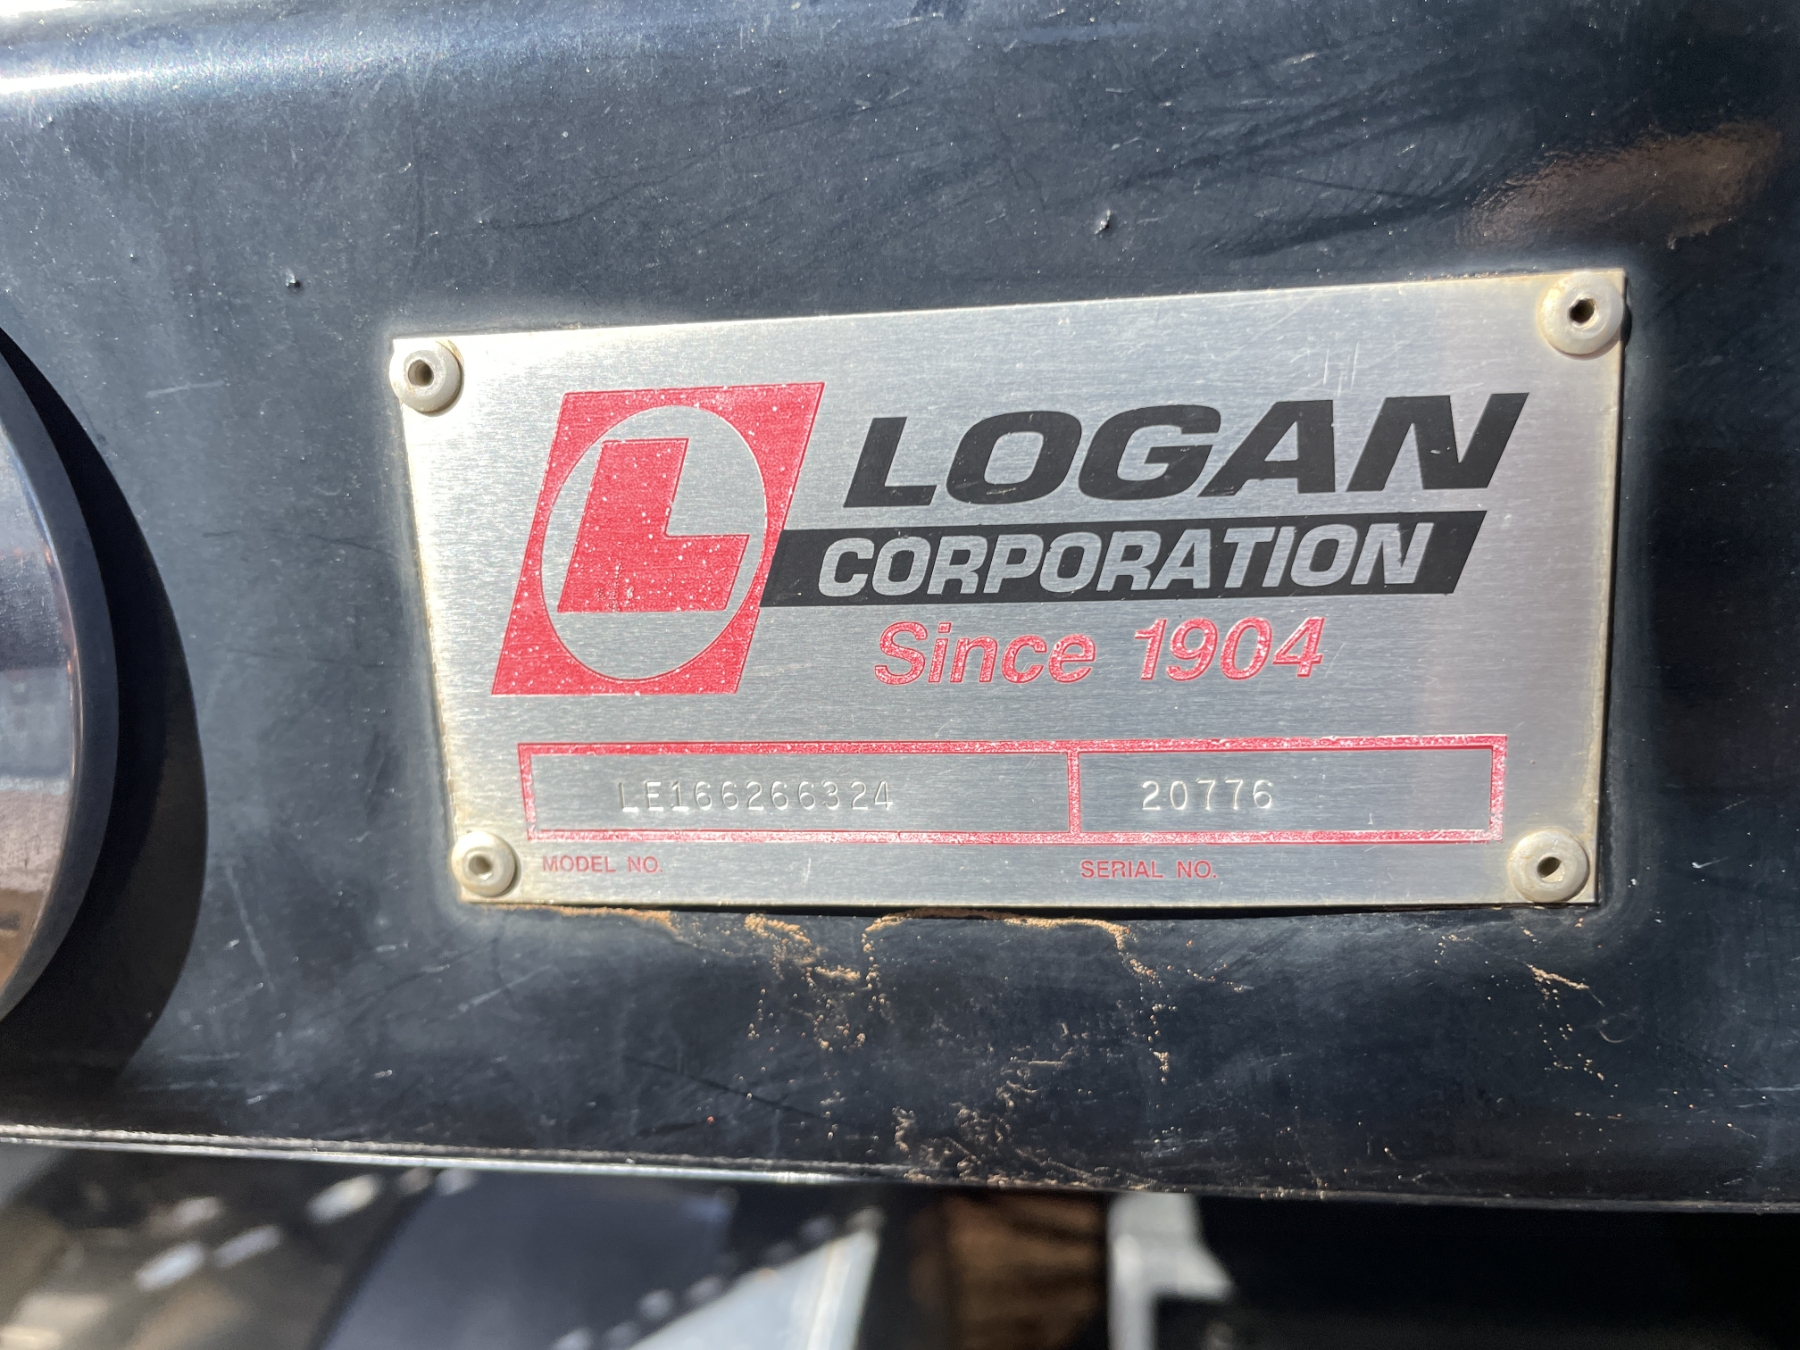 L
LOGAN
CORPORATION
Since 1904
LE166266324 20776
MODEL NO. SERIAL NO.